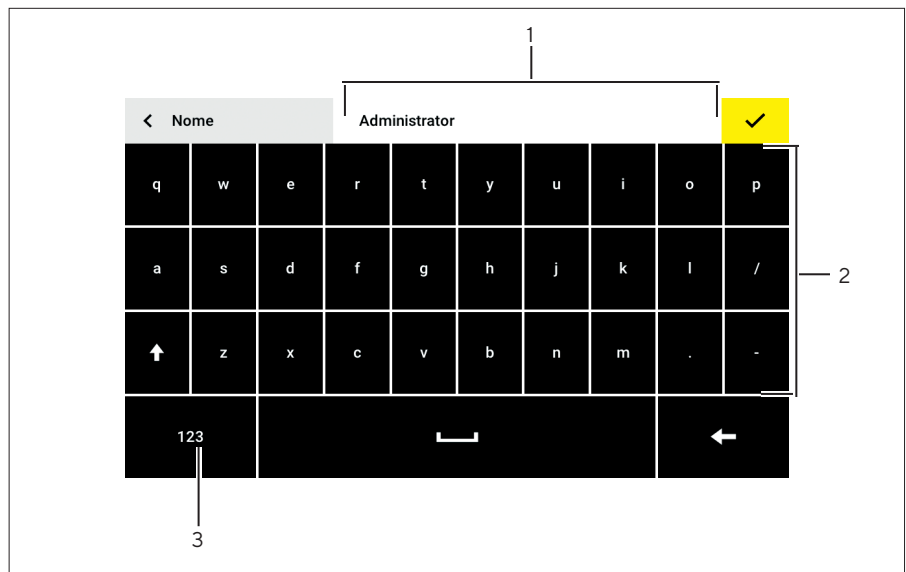 1
Nome Administrator
q w e r t y u i o p
a s d f g h j k l /
2
z x c v b n m . -
123
3